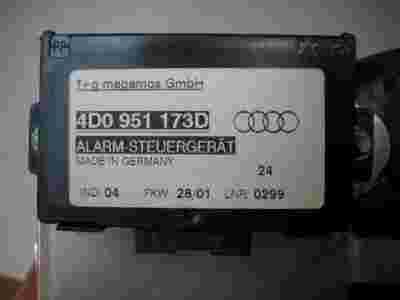 megamos GmbH
4D0 951 173D
ALARM-STEUERGERÄT
MADE IN GERMANY
24
IND: 04 FKW: 28/01 LNR: 0299